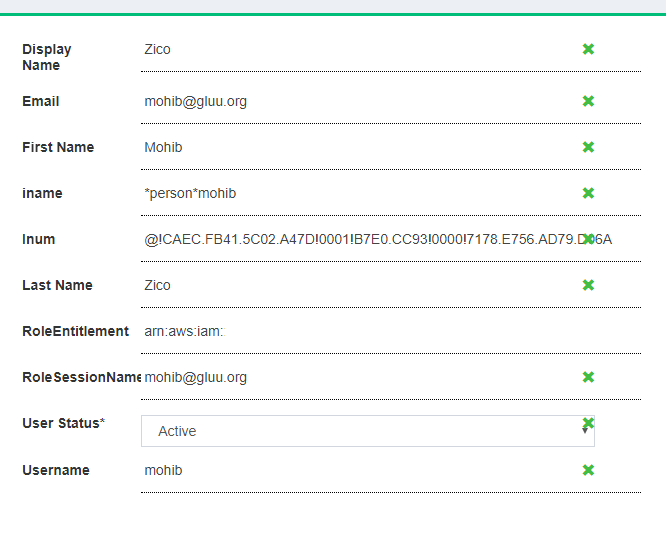 Display Name Zico
Email mohib@gluu.org
First Name Mohib
iname *person*mohib
Inum @!CAEC.FB41.5C02.A47D!0001!B7E0.CC93!0000!7178.E756.AD79.D06A
Last Name Zico
RoleEntitlement arn:aws:iam:
RoleSessionName mohib@gluu.org
User Status* Active
Username mohib